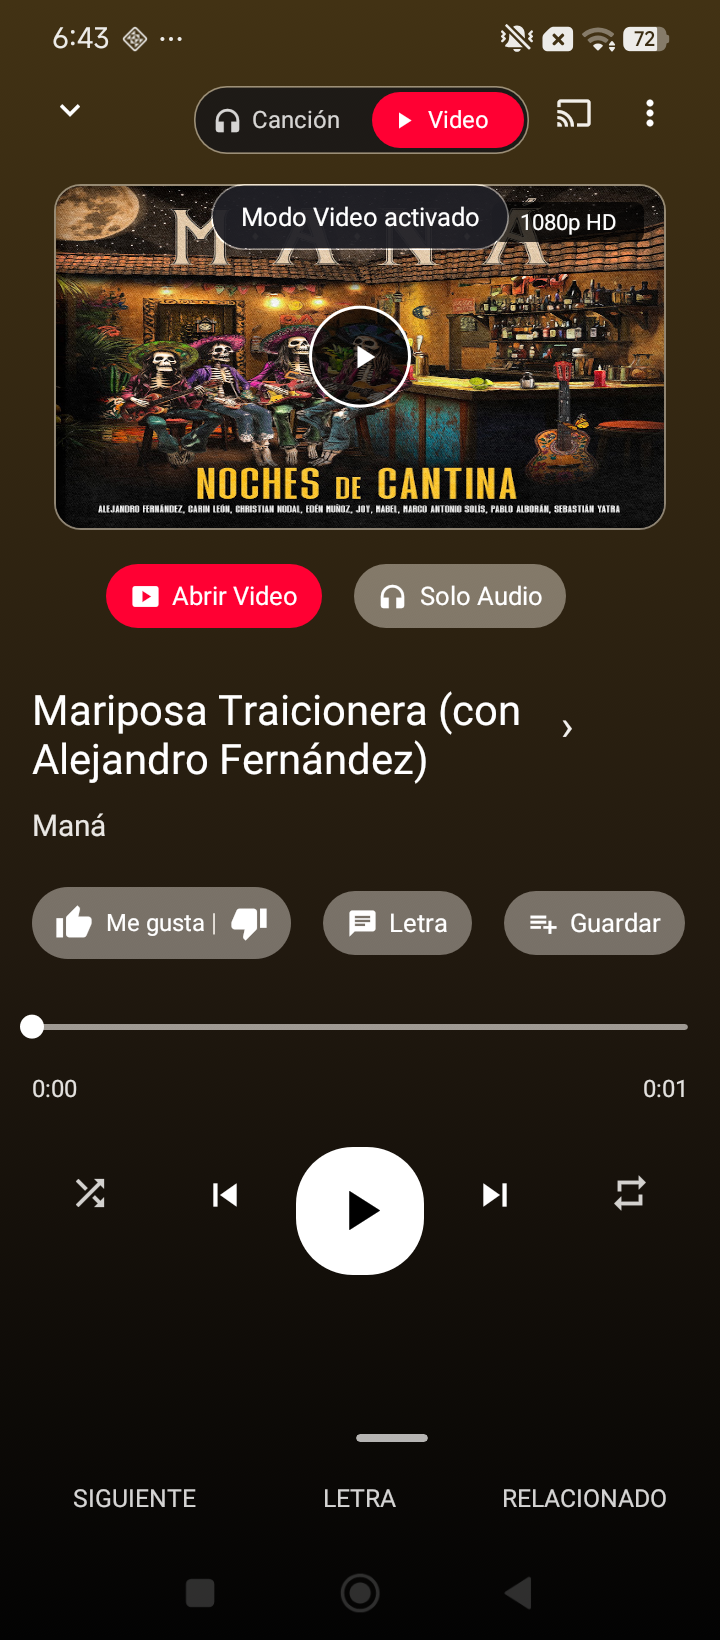 6:43
72
Canción
Video
MANÁ
Modo Video activado
1080p HD
NOCHES DE CANTINA
ALEJANDRO FERNÁNDEZ, CARIN LEÓN, CHRISTIAN NODAL, EDÉN MUÑOZ, JOY, MABEL, MARCO ANTONIO SOLÍS, PABLO ALBORÁN, SEBASTIÁN YATRA
Abrir Video
Solo Audio
Mariposa Traicionera (con
Alejandro Fernández)
Maná
Me gusta |
Letra
Guardar
0:00
0:01
SIGUIENTE
LETRA
RELACIONADO